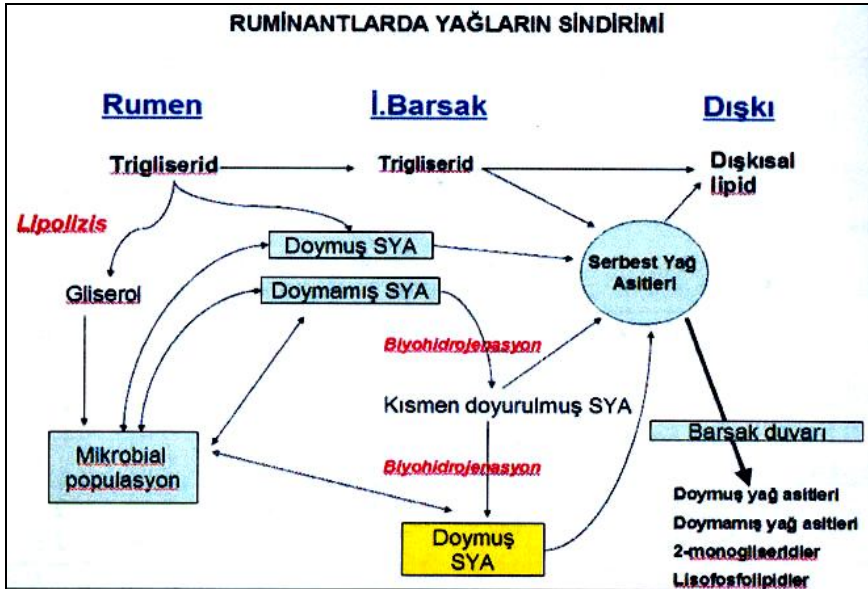 RUMİNANTLARDA YAĞLARIN SİNDİRİMİ
Rumen
İ.Barsak
Dışkı
Trigliserid
Trigliserid
Dışkısal
lipid
Lipolizis
Doymuş SYA
Serbest Yağ
Asitleri
Gliserol
Doymamış SYA
Biyohidrojenasyon
Kısmen doyurulmuş SYA
Barsak duvarı
Mikrobial
populasyon
Biyohidrojenasyon
Doymuş yağ asitleri
Doymamış yağ asitleri
2-monogliseridler
Lisofosfolipidler
Doymuş
SYA